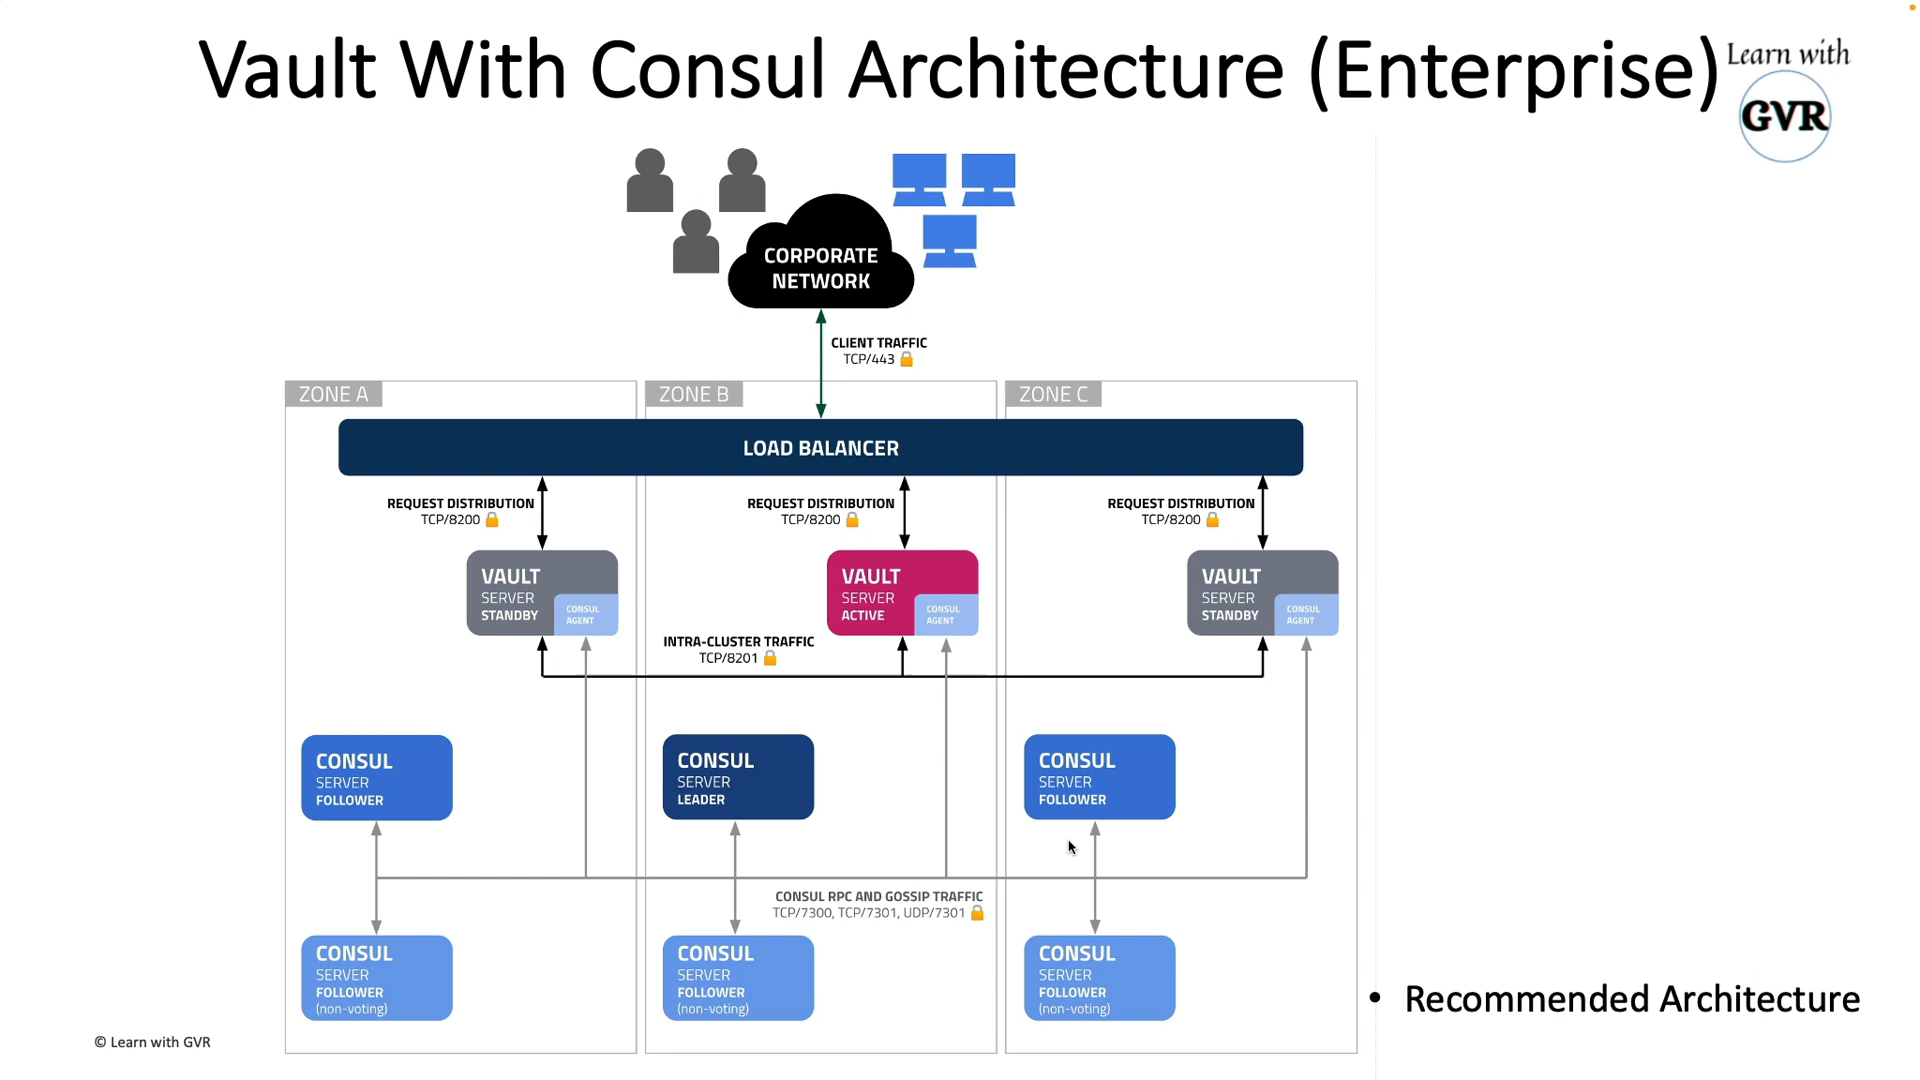 Vault With Consul Architecture (Enterprise)
Learn with
GVR
CORPORATE
NETWORK
CLIENT TRAFFIC
TCP/443
ZONE A
ZONE B
ZONE C
LOAD BALANCER
REQUEST DISTRIBUTION
TCP/8200
REQUEST DISTRIBUTION
TCP/8200
REQUEST DISTRIBUTION
TCP/8200
VAULT
SERVER
STANDBY
CONSUL
AGENT
VAULT
SERVER
ACTIVE
CONSUL
AGENT
VAULT
SERVER
STANDBY
CONSUL
AGENT
INTRA-CLUSTER TRAFFIC
TCP/8201
CONSUL
SERVER
FOLLOWER
CONSUL
SERVER
LEADER
CONSUL
SERVER
FOLLOWER
CONSUL RPC AND GOSSIP TRAFFIC
TCP/7300, TCP/7301, UDP/7301
CONSUL
SERVER
FOLLOWER
(non-voting)
CONSUL
SERVER
FOLLOWER
(non-voting)
CONSUL
SERVER
FOLLOWER
(non-voting)
• Recommended Architecture
© Learn with GVR